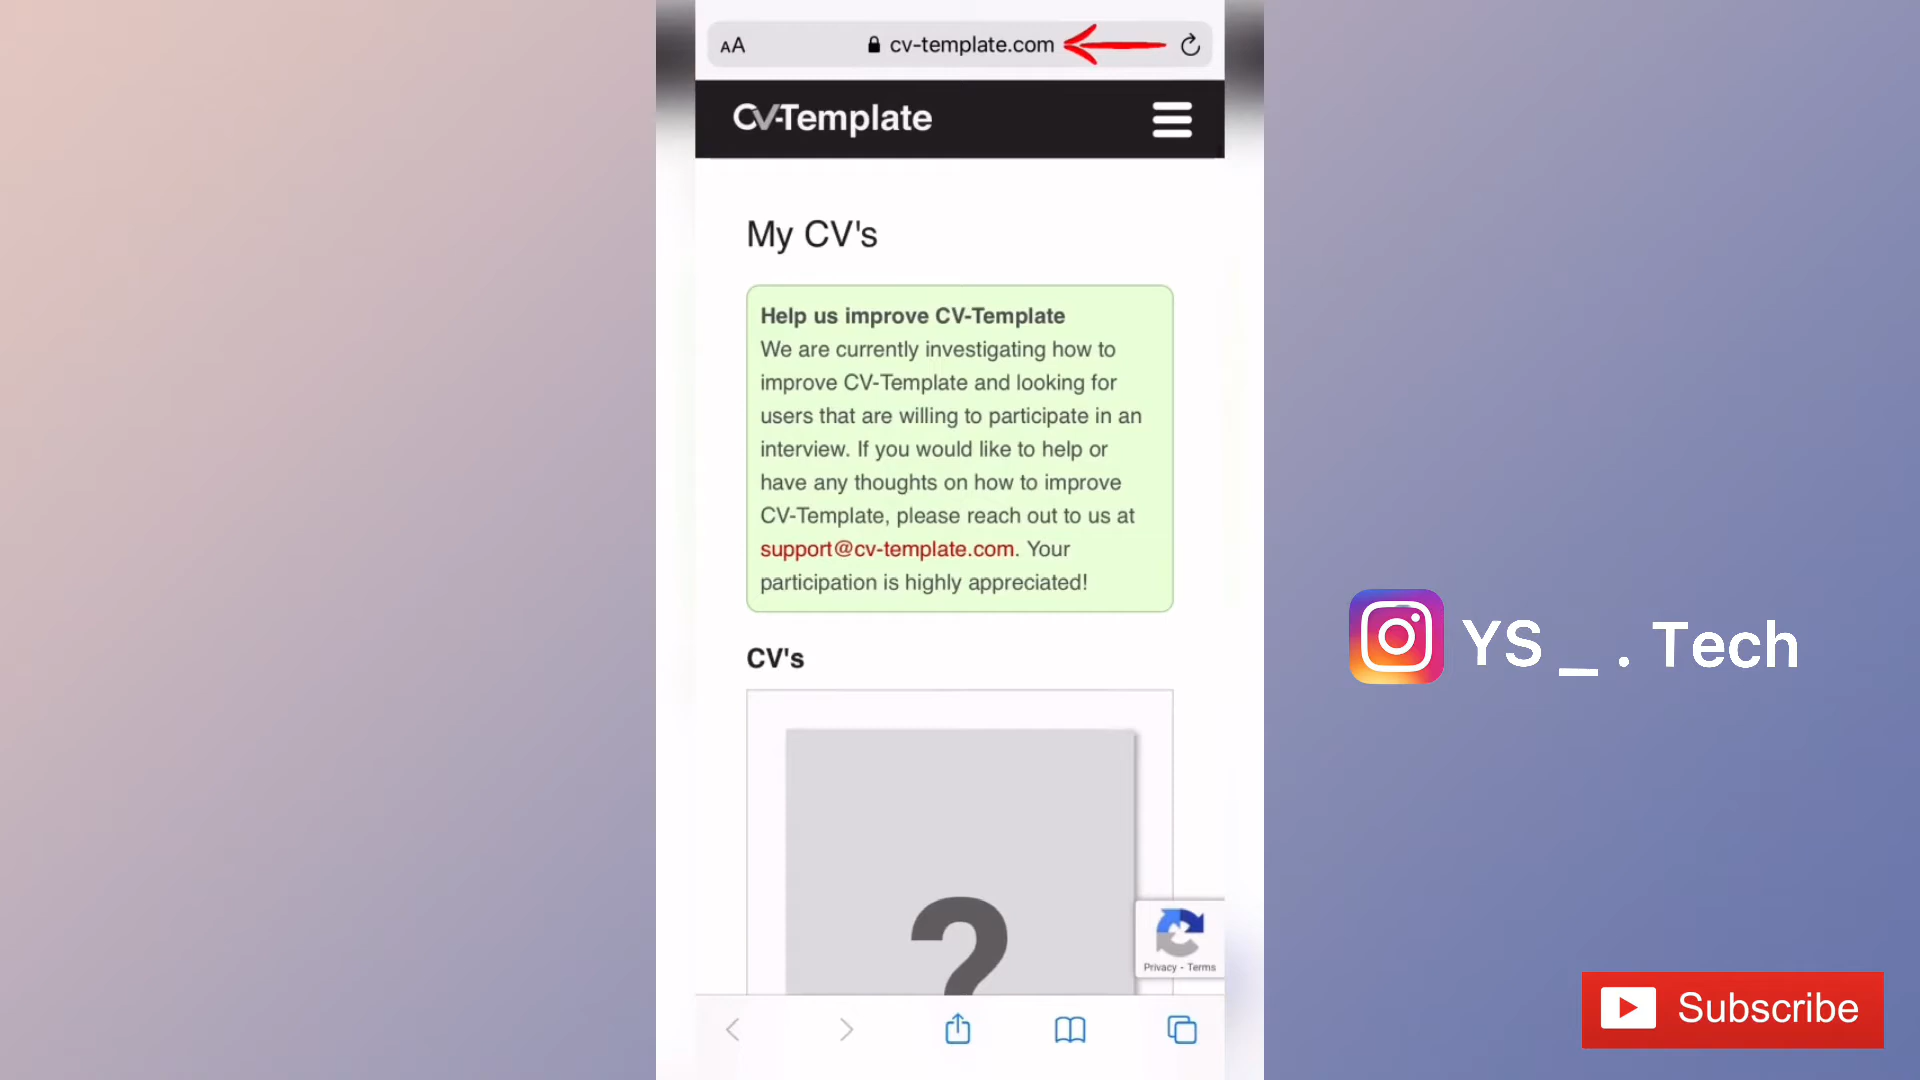 AA cv-template.com
CV-Template
My CV's
Help us improve CV-Template
We are currently investigating how to
improve CV-Template and looking for
users that are willing to participate in an
interview. If you would like to help or
have any thoughts on how to improve
CV-Template, please reach out to us at
support@cv-template.com. Your
participation is highly appreciated!
CV's
?
Privacy - Terms
YS _ . Tech
Subscribe